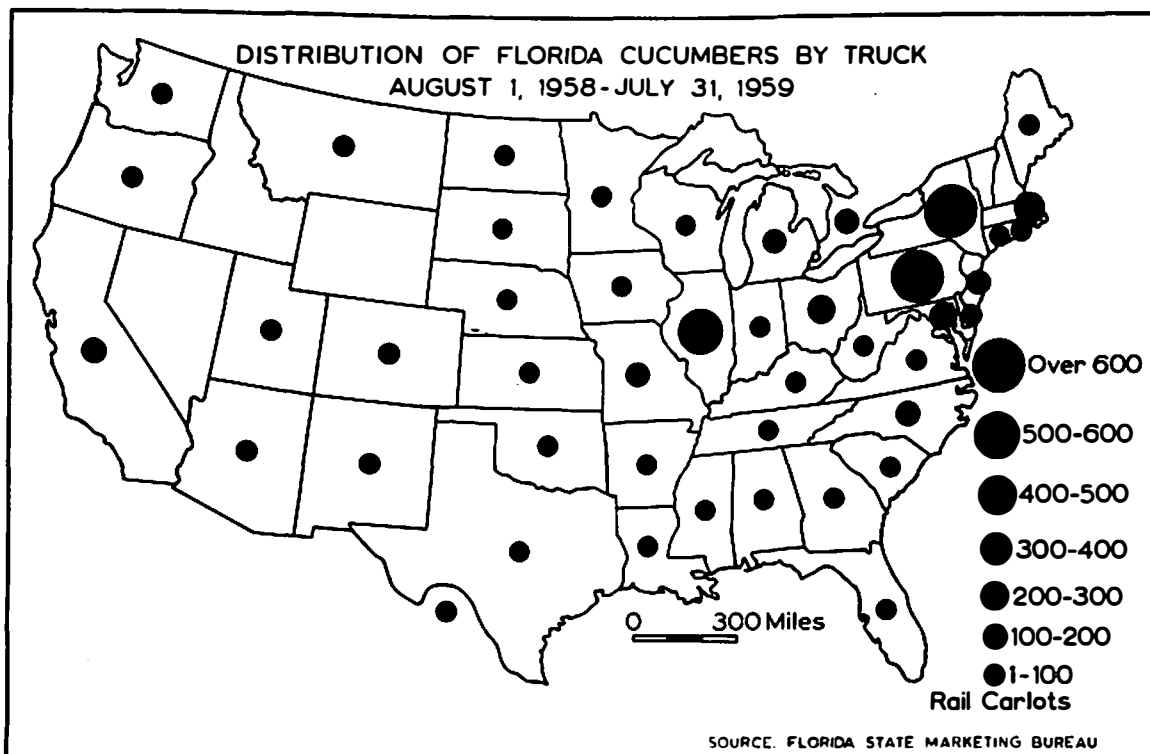 DISTRIBUTION OF FLORIDA CUCUMBERS BY TRUCK
AUGUST 1, 1958-JULY 31, 1959
Over 600
500-600
400-500
300-400
200-300
100-200
1-100
Rail Carlots
0 300 Miles
SOURCE. FLORIDA STATE MARKETING BUREAU